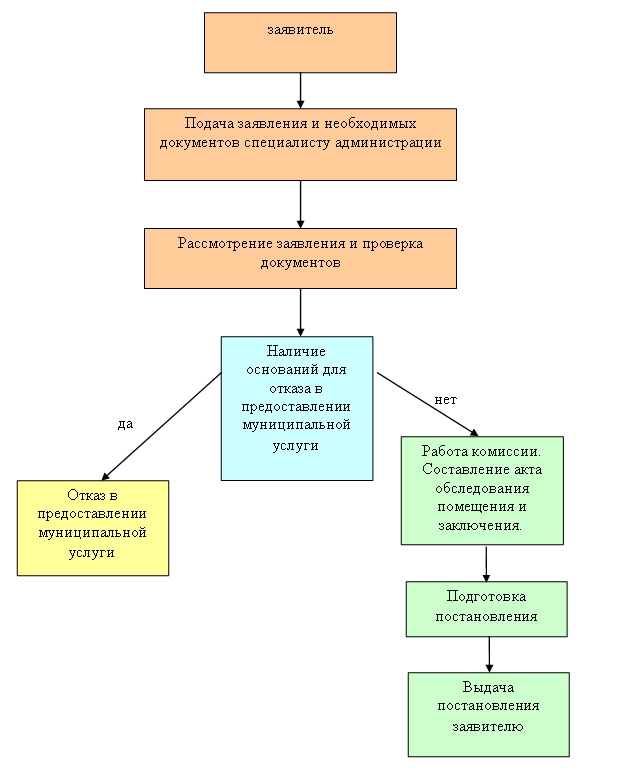 заявитель
Подача заявления и необходимых
документов специалисту администрации
Рассмотрение заявления и проверка
документов
Наличие
оснований для
отказа в
предоставлении
муниципальной
услуги
да
нет
Отказ в
предоставлении
муниципальной
услуги
Работа комиссии.
Составление акта
обследования
помещения и
заключения.
Подготовка
постановления
Выдача
постановления
заявителю